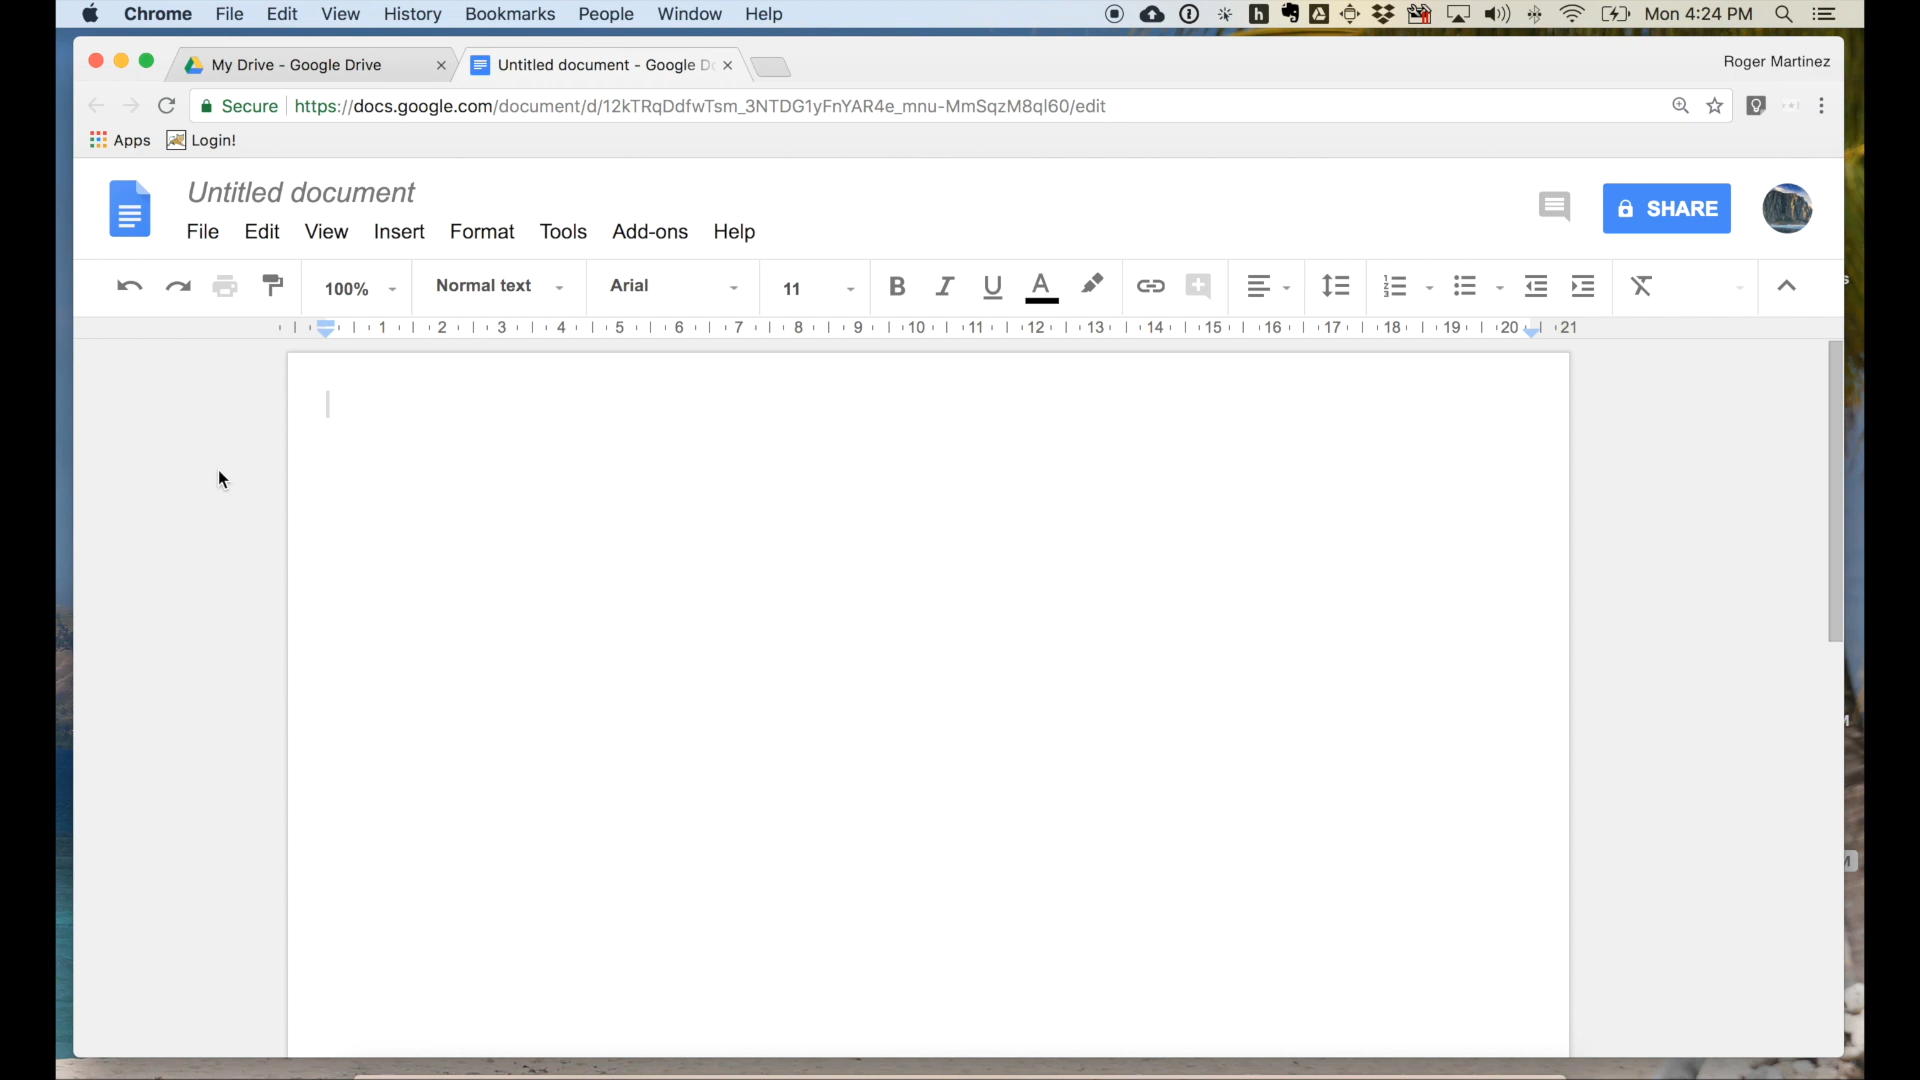 Chrome File Edit View History Bookmarks People Window Help Mon 4:24 PM
My Drive - Google Drive Untitled document - Google Roger Martinez
Secure https://docs.google.com/document/d/12kTRqDdfwTsm_3NTDG1yFnYAR4e_mnu-MmSqzM8ql60/edit
Apps Login!
Untitled document
File Edit View Insert Format Tools Add-ons Help
SHARE
100% Normal text Arial 11 B I U A
1 2 3 4 5 6 7 8 9 10 11 12 13 14 15 16 17 18 19 20 21